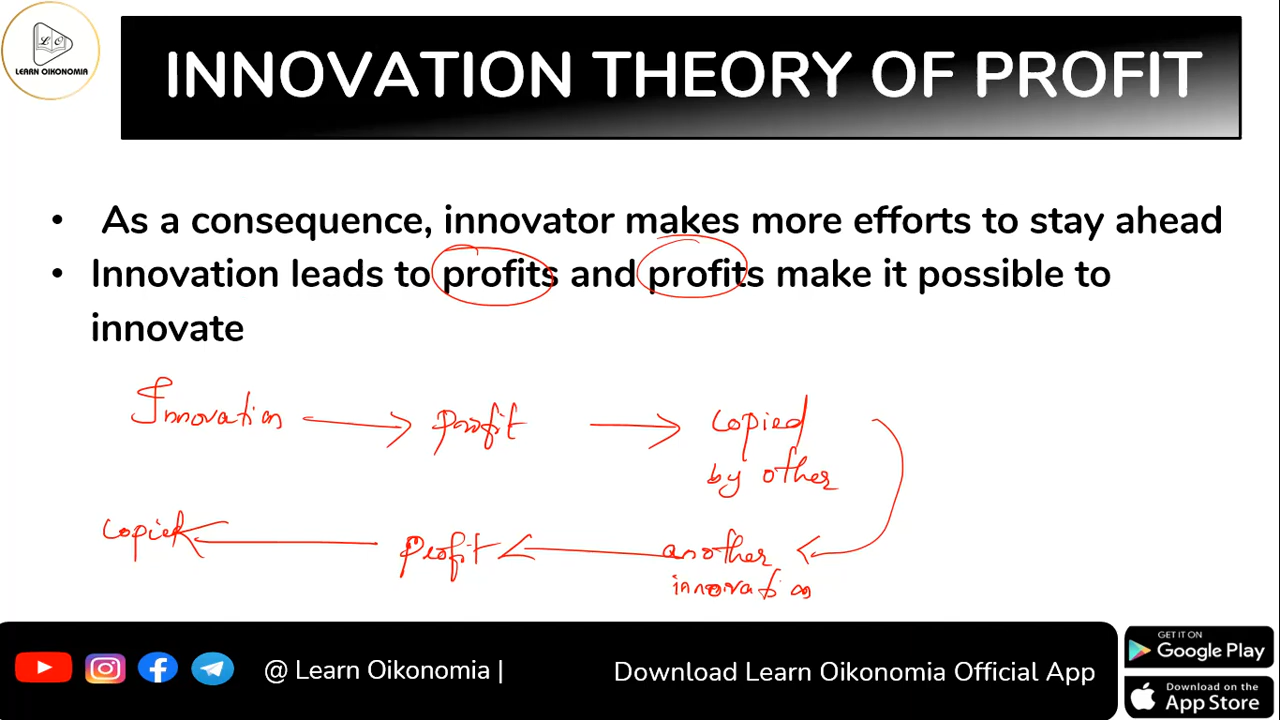 LO
LEARN OIKONOMIA
INNOVATION THEORY OF PROFIT
• As a consequence, innovator makes more efforts to stay ahead
• Innovation leads to profits and profits make it possible to
innovate
Innovation → profit → copied
by other
copied ← profit ← another
innovation
@ Learn Oikonomia |
Download Learn Oikonomia Official App
GET IT ON
Google Play
Download on the
App Store